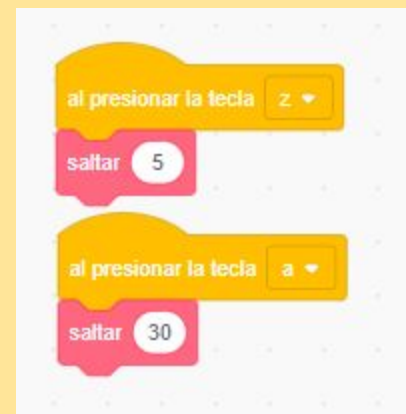 al presionar la tecla z
saltar 5
al presionar la tecla a
saltar 30